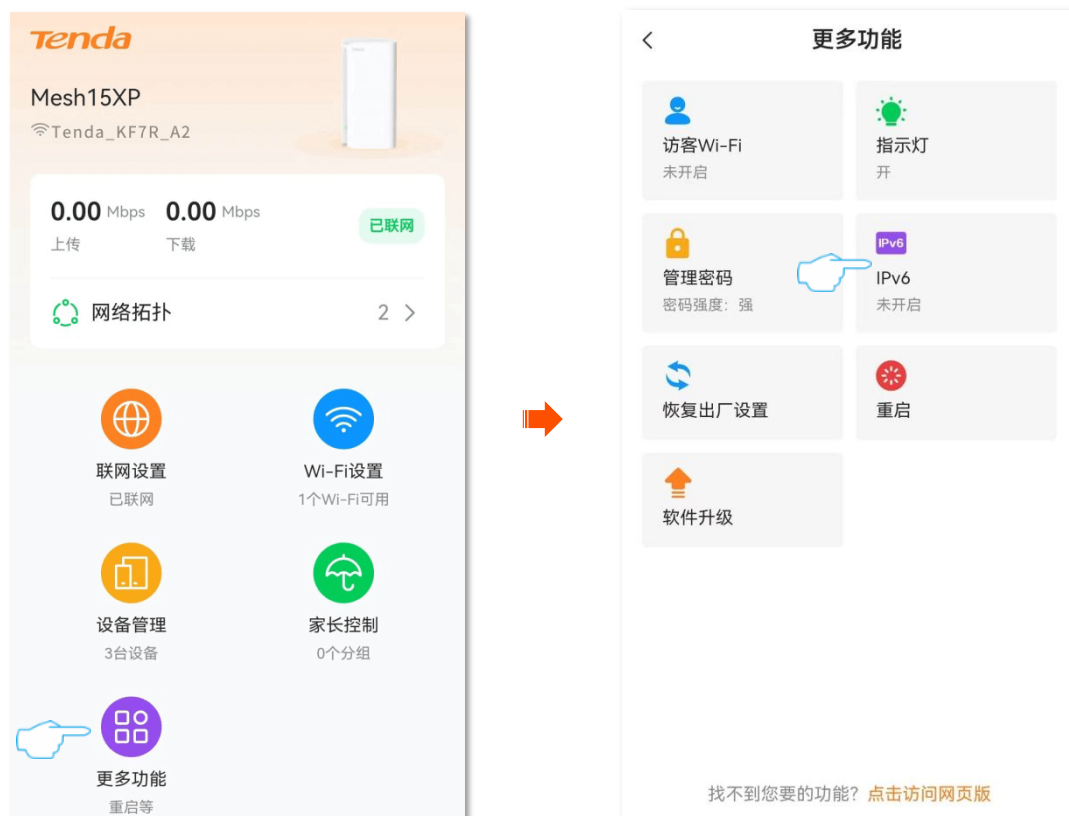 Tenda
Mesh15XP
Tenda_KF7R_A2
0.00 Mbps 0.00 Mbps
上传 下载
已联网
网络拓扑 2
联网设置 Wi-Fi设置
已联网 1个Wi-Fi可用
设备管理 家长控制
3台设备 0个分组
更多功能
重启等
更多功能
访客Wi-Fi 指示灯
未开启 开
IPv6
管理密码 IPv6
密码强度：强 未开启
恢复出厂设置 重启
软件升级
找不到您要的功能？点击访问网页版